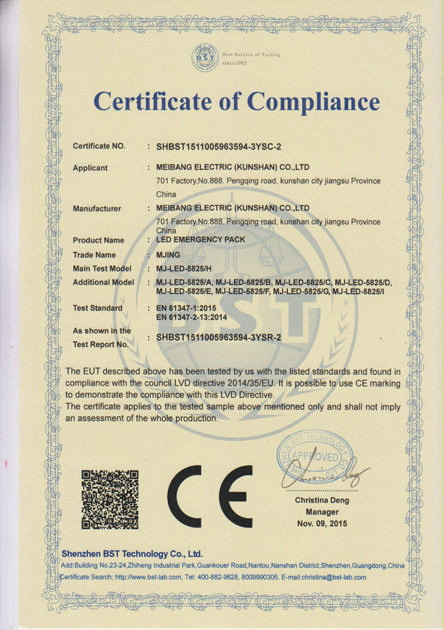 BST
Best Service of Testing
since2003
Certificate of Compliance
Certificate NO. : SHBST1511005963594-3YSC-2
Applicant : MEIBANG ELECTRIC (KUNSHAN) CO.,LTD
701 Factory,No.888. Pengqing road, kunshan city jiangsu Province
China
Manufacturer : MEIBANG ELECTRIC (KUNSHAN) CO.,LTD
701 Factory,No.888. Pengqing road, kunshan city jiangsu Province
China
Product Name : LED EMERGENCY PACK
Trade Name : MJING
Main Test Model : MJ-LED-5825/H
Additional Model : MJ-LED-5825/A, MJ-LED-5825/B, MJ-LED-5825/C, MJ-LED-5825/D,
MJ-LED-5825/E, MJ-LED-5825/F, MJ-LED-5825/G, MJ-LED-5825/I
Test Standard : EN 61347-1:2015
EN 61347-2-13:2014
As shown in the
Test Report No. : SHBST1511005963594-3YSR-2
BST
The EUT described above has been tested by us with the listed standards and found in
compliance with the council LVD directive 2014/35/EU. It is possible to use CE marking
to demonstrate the compliance with this LVD Directive.
The certificate applies to the tested sample above mentioned only and shall not imply
an assessment of the whole production.
BST TECHNOLOGY
APPROVED
CE
Christina Deng
Manager
Nov. 09, 2015
Shenzhen BST Technology Co., Ltd.
Add:Building No.23-24,Zhiheng Industrial Park,Guankouer Road,Nantou,Nanshan District,Shenzhen,Guangdong,China
Certificate Search: http://www.bst-lab.com, Tel: 400-882-9628, 8009990305, E-mail:christina@bst-lab.com